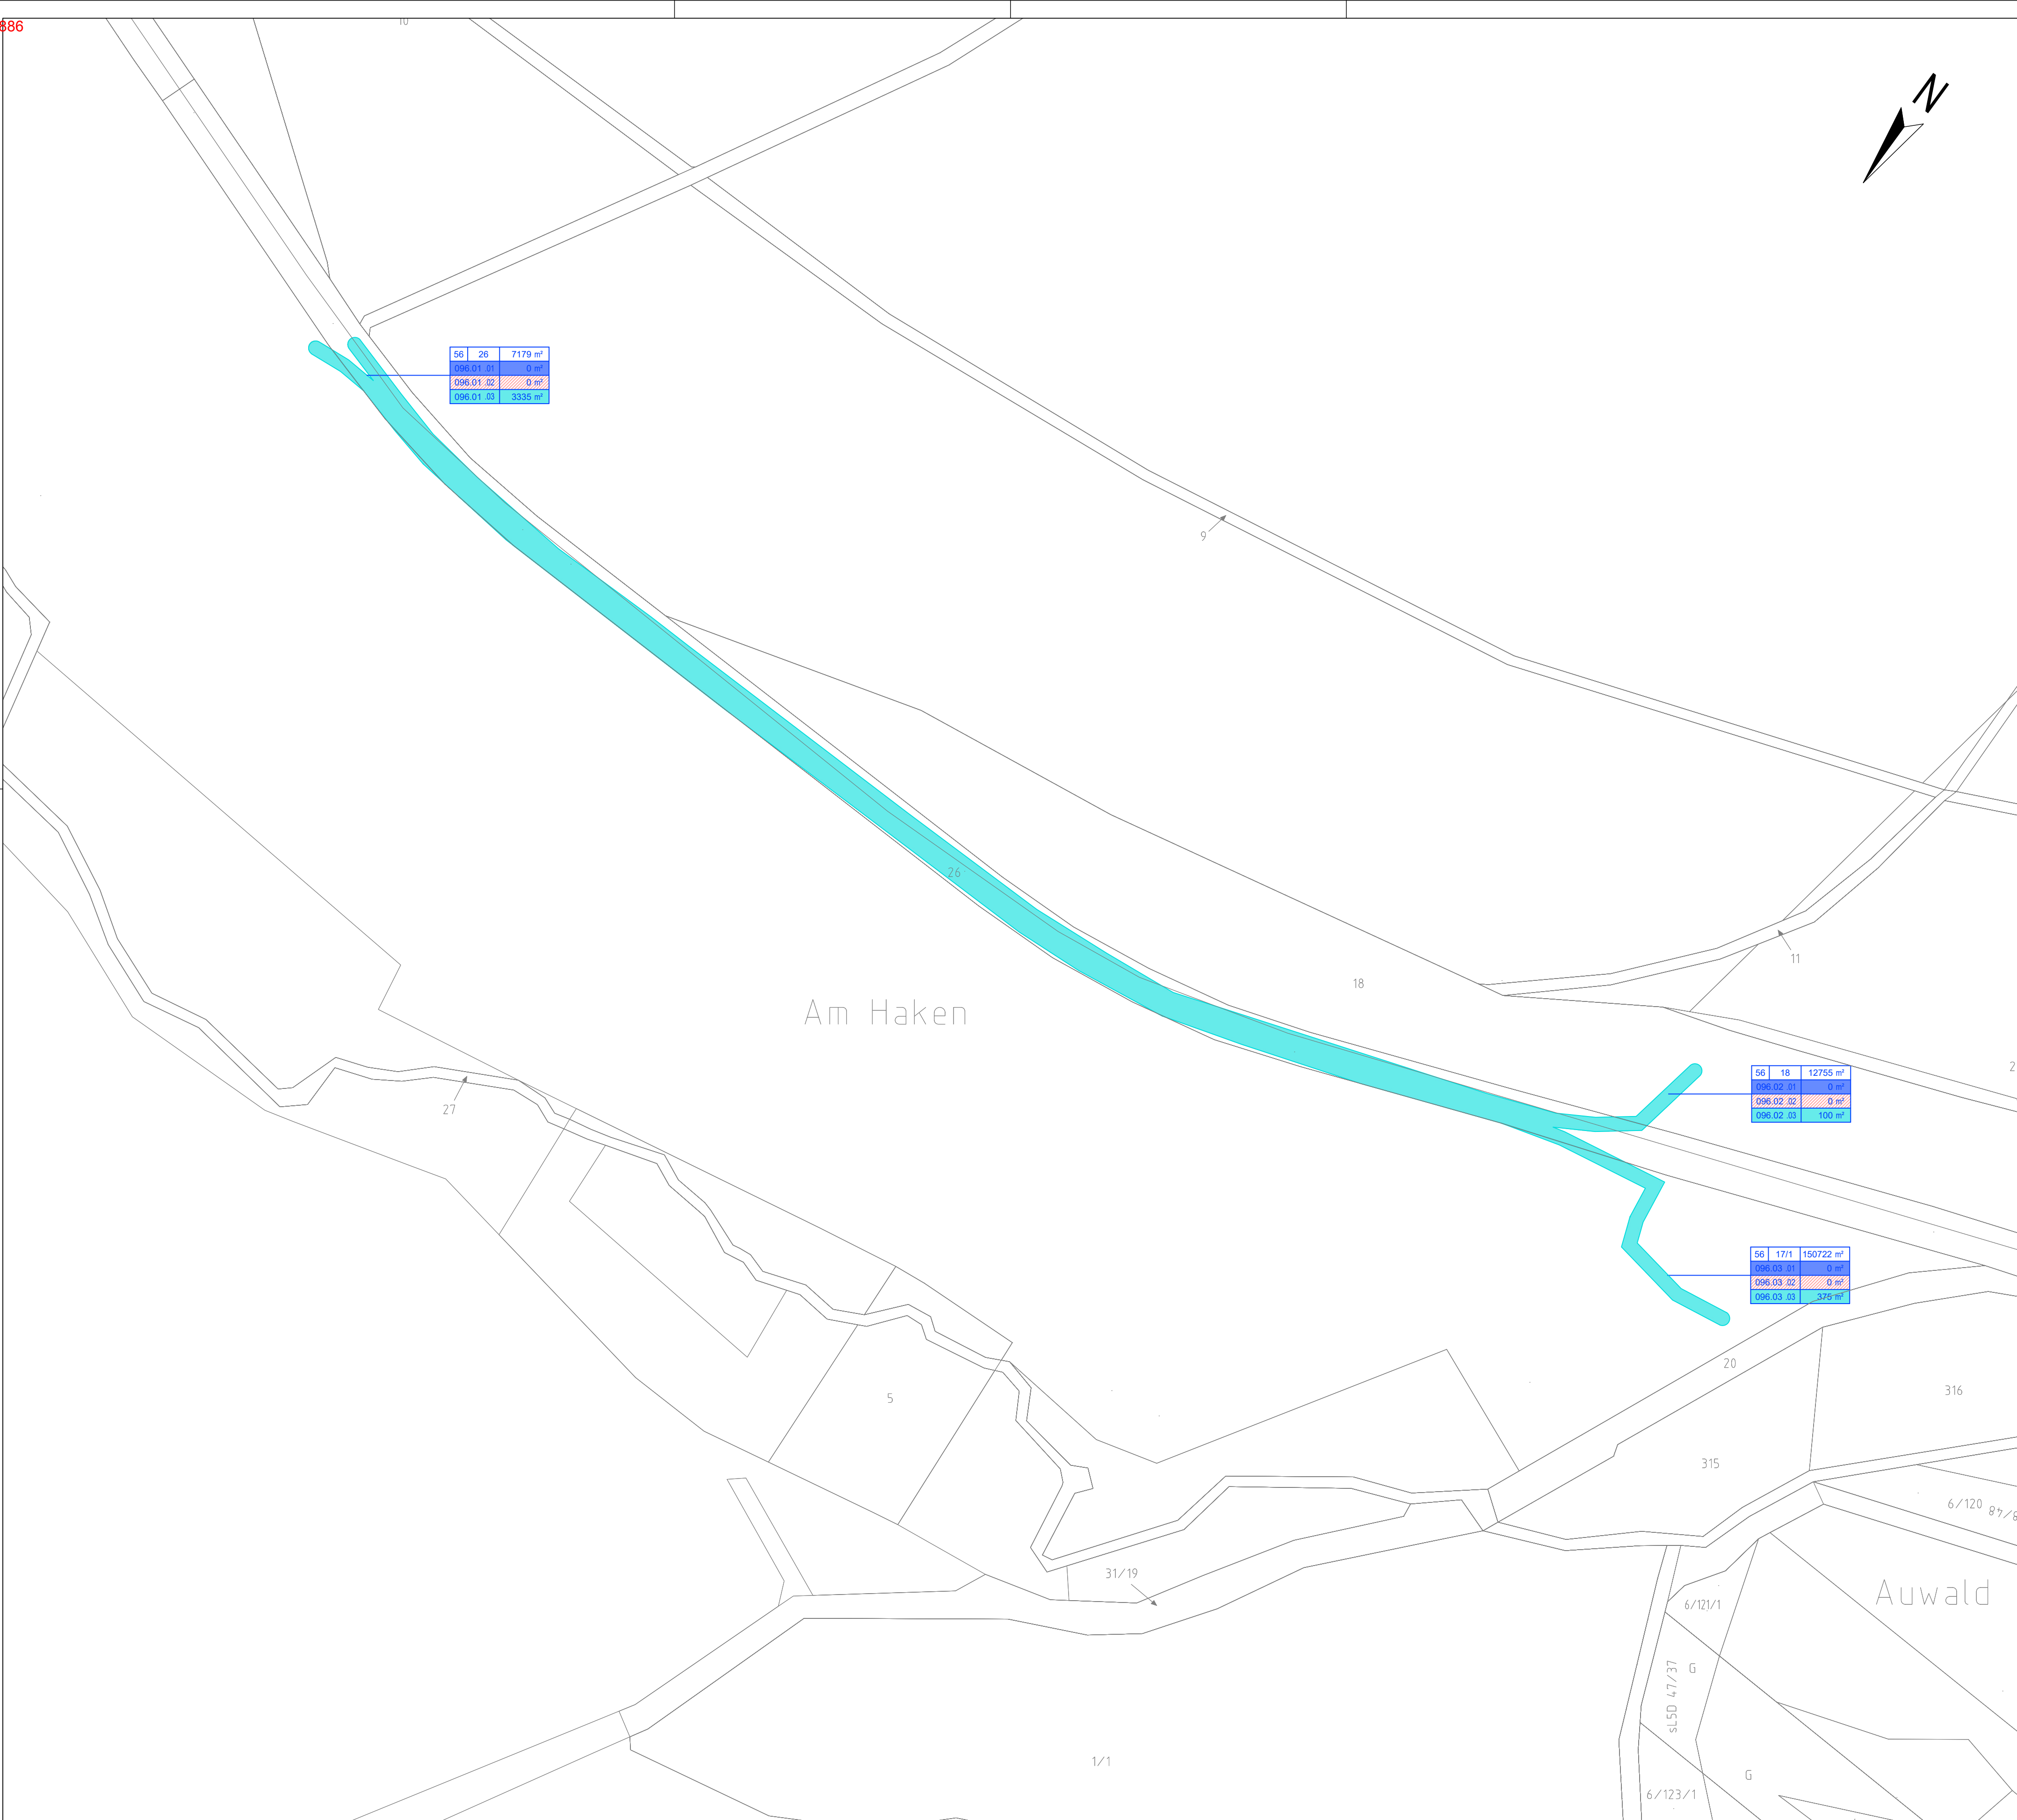 886
10
N
56 26 7179 m²
096.01 .01 0 m²
096.01 .02 0 m²
096.01 .03 3335 m²
9
26
11
18
Am Haken
56 18 12755 m²
096.02 .01 0 m²
096.02 .02 0 m²
096.02 .03 100 m²
27
56 17/1 150722 m²
096.03 .01 0 m²
096.03 .02 0 m²
096.03 .03 375 m²
20
316
5
315
6/120
31/19
Auwald
6/121/1
G
sL5D 47/37
1/1
G
6/123/1